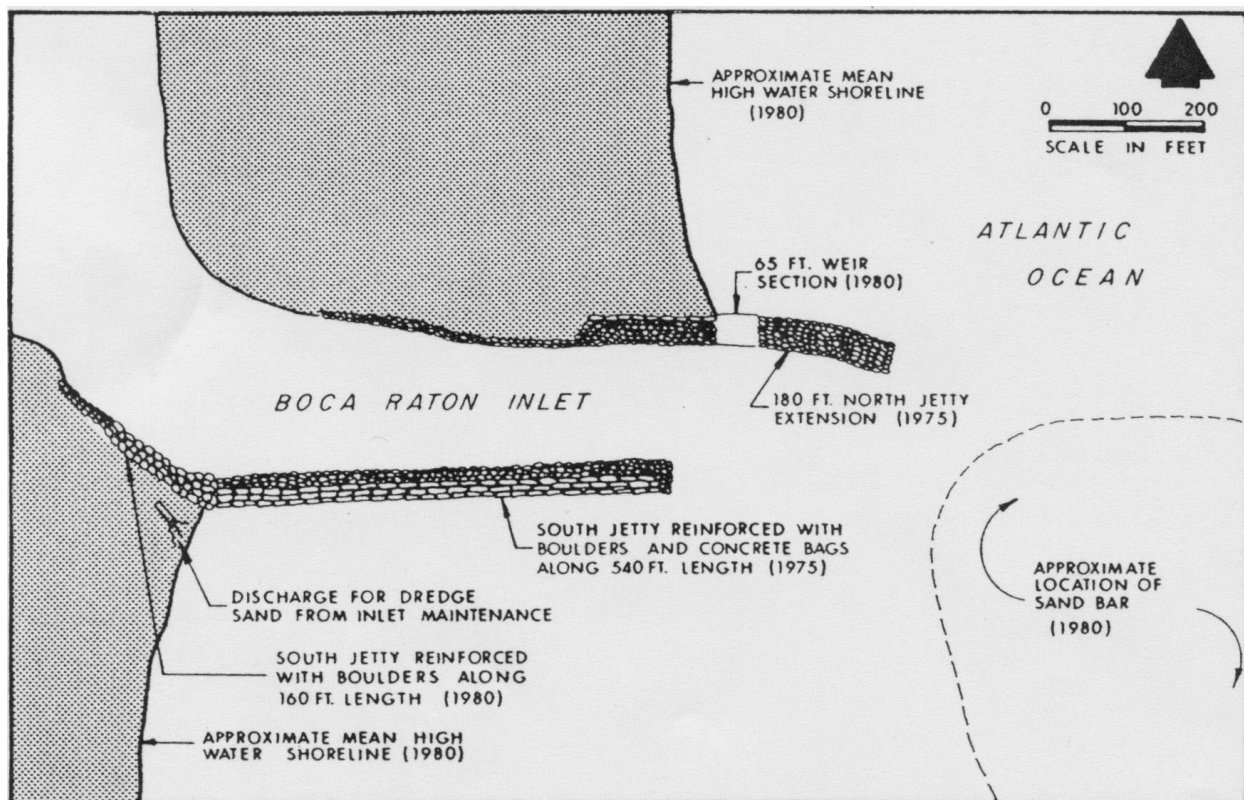 APPROXIMATE MEAN
HIGH WATER SHORELINE
(1980)
0 100 200
SCALE IN FEET
ATLANTIC
OCEAN
65 FT. WEIR
SECTION (1980)
180 FT. NORTH JETTY
EXTENSION (1975)
BOCA RATON INLET
SOUTH JETTY REINFORCED WITH
BOULDERS AND CONCRETE BAGS
ALONG 540 FT. LENGTH (1975)
APPROXIMATE
LOCATION OF
SAND BAR
(1980)
DISCHARGE FOR DREDGE
SAND FROM INLET MAINTENANCE
SOUTH JETTY REINFORCED
WITH BOULDERS ALONG
160 FT. LENGTH (1980)
APPROXIMATE MEAN HIGH
WATER SHORELINE (1980)